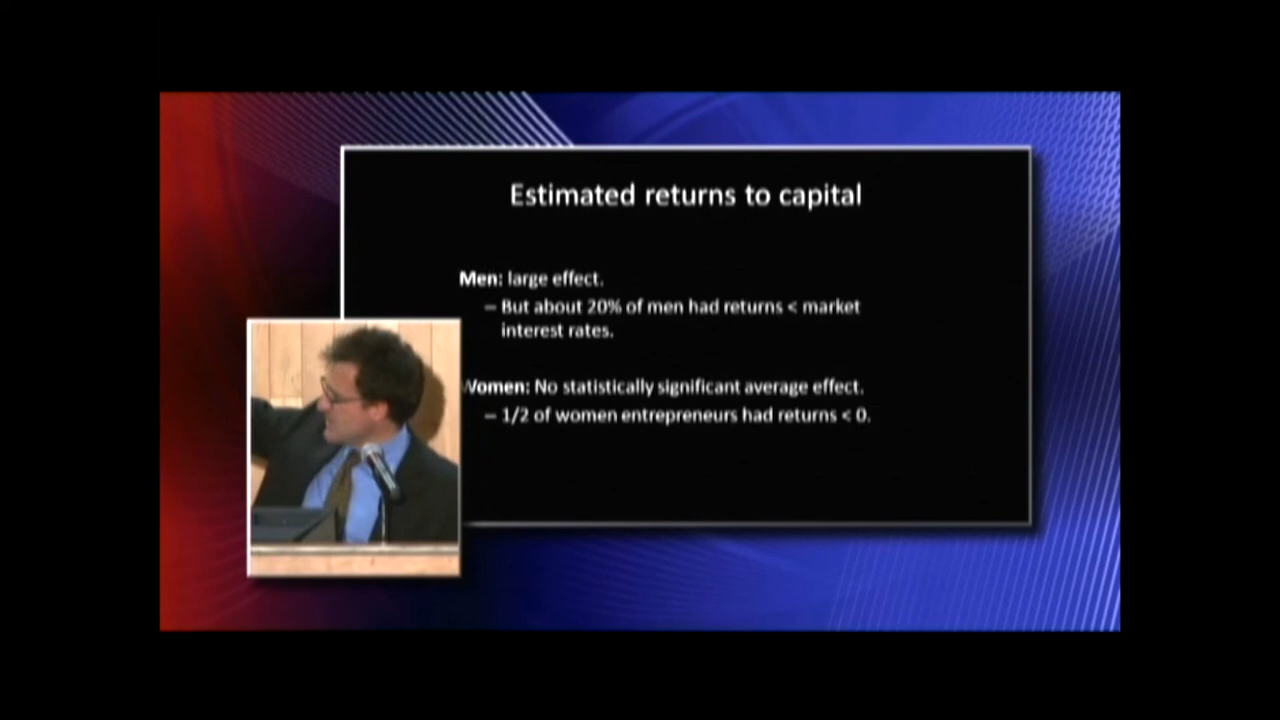 Estimated returns to capital
Men: large effect.
– But about 20% of men had returns < market
interest rates.
Women: No statistically significant average effect.
– 1/2 of women entrepreneurs had returns < 0.